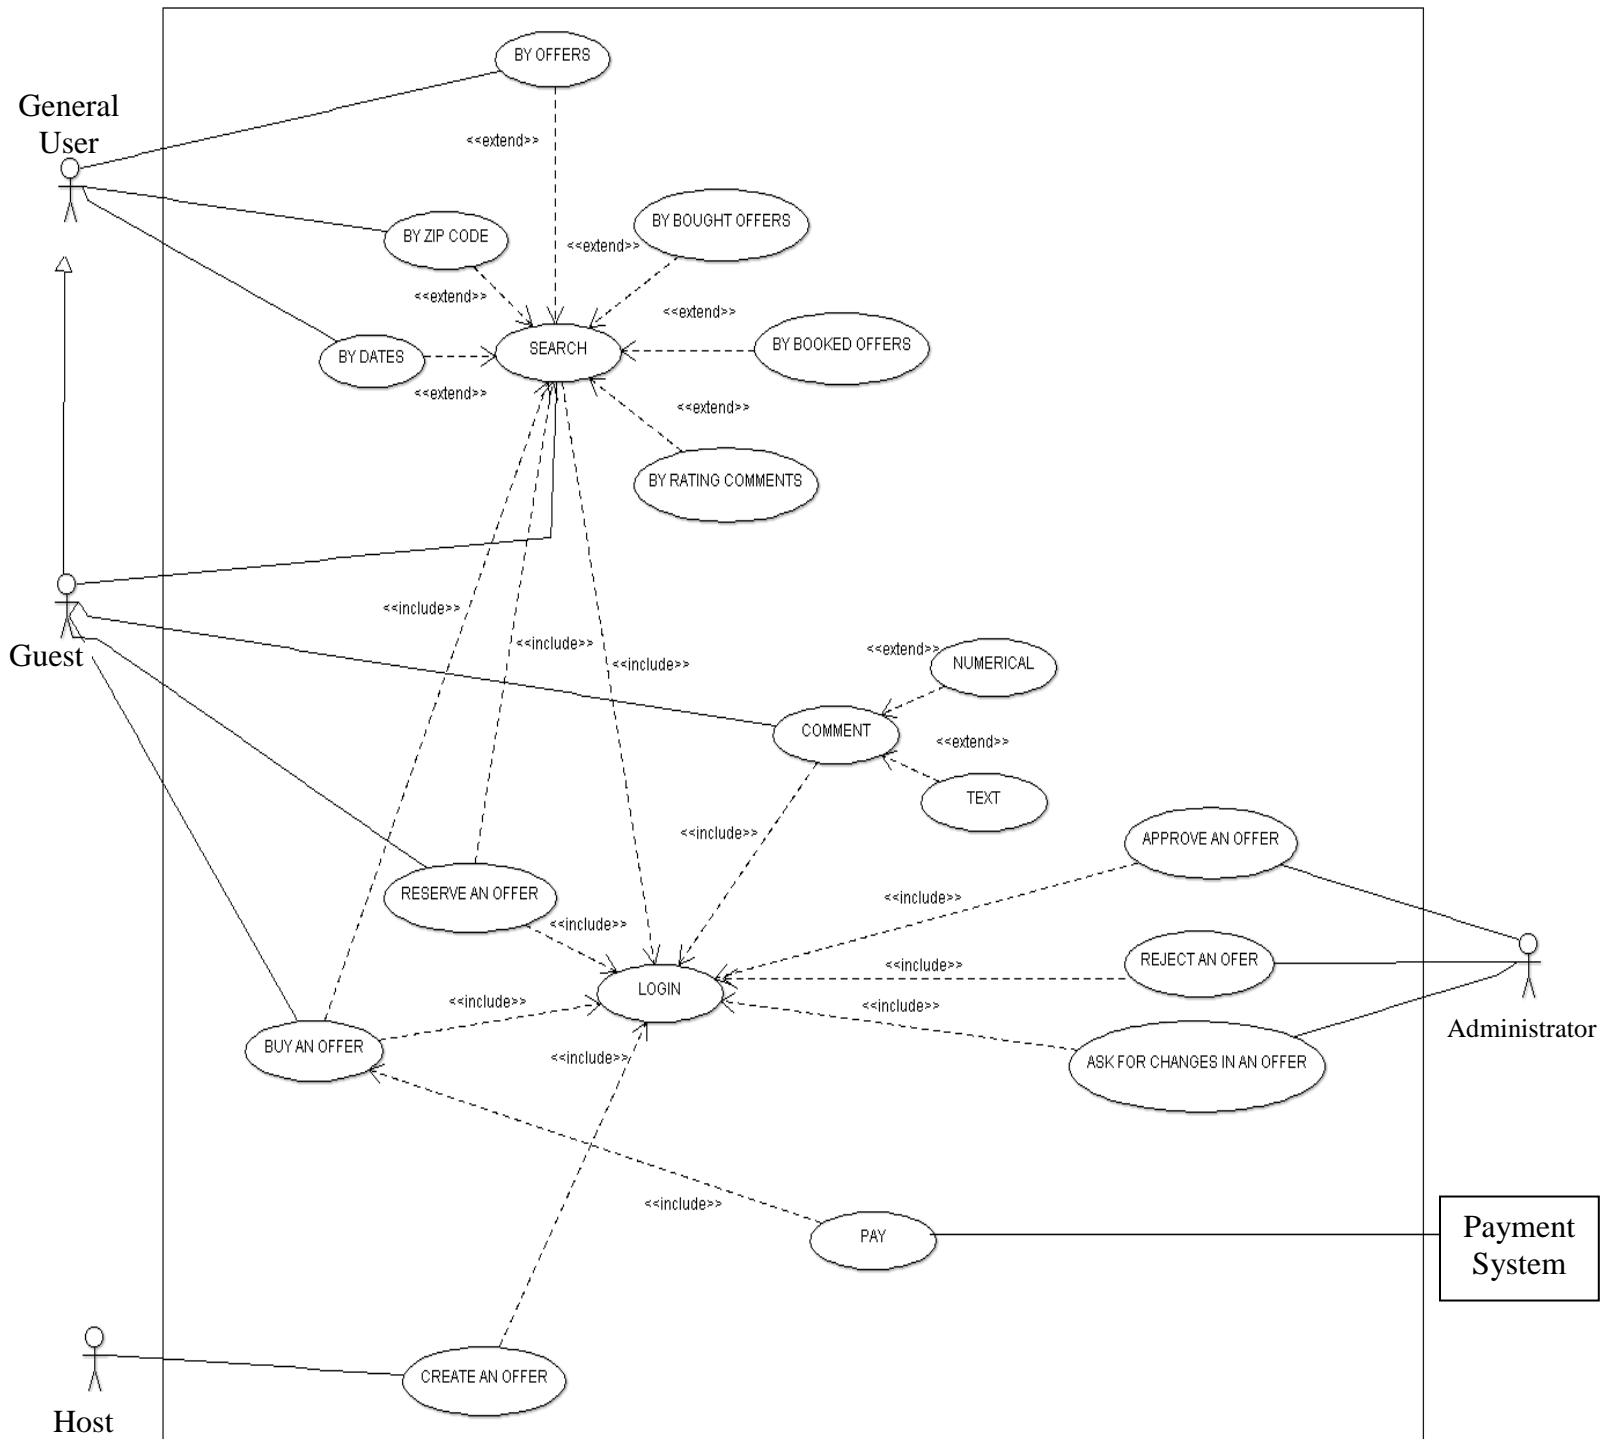 BY OFFERS
General
User
<<extend>>
BY BOUGHT OFFERS
BY ZIP CODE
<<extend>>
<<extend>>
<<extend>>
BY DATES
SEARCH
BY BOOKED OFFERS
<<extend>>
<<extend>>
BY RATING COMMENTS
<<include>>
<<include>>
<<include>>
Guest
<<extend>>
NUMERICAL
COMMENT
<<extend>>
TEXT
<<include>>
APPROVE AN OFFER
RESERVE AN OFFER
<<include>>
<<include>>
REJECT AN OFER
<<include>>
LOGIN
<<include>>
<<include>>
Administrator
BUY AN OFFER
<<include>>
ASK FOR CHANGES IN AN OFFER
<<include>>
PAY
Payment
System
CREATE AN OFFER
Host